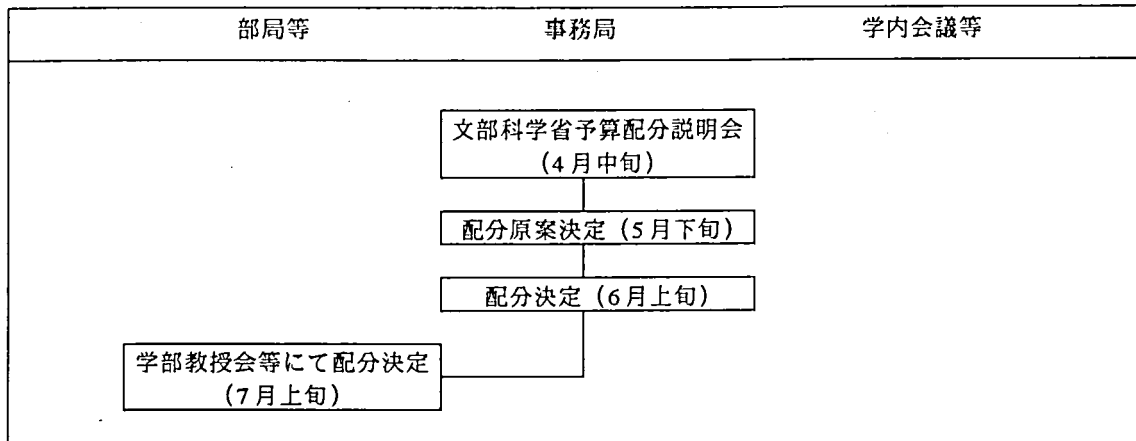 部局等 事務局 学内会議等
文部科学省予算配分説明会
（4月中旬）
配分原案決定（5月下旬）
配分決定（6月上旬）
学部教授会等にて配分決定
（7月上旬）